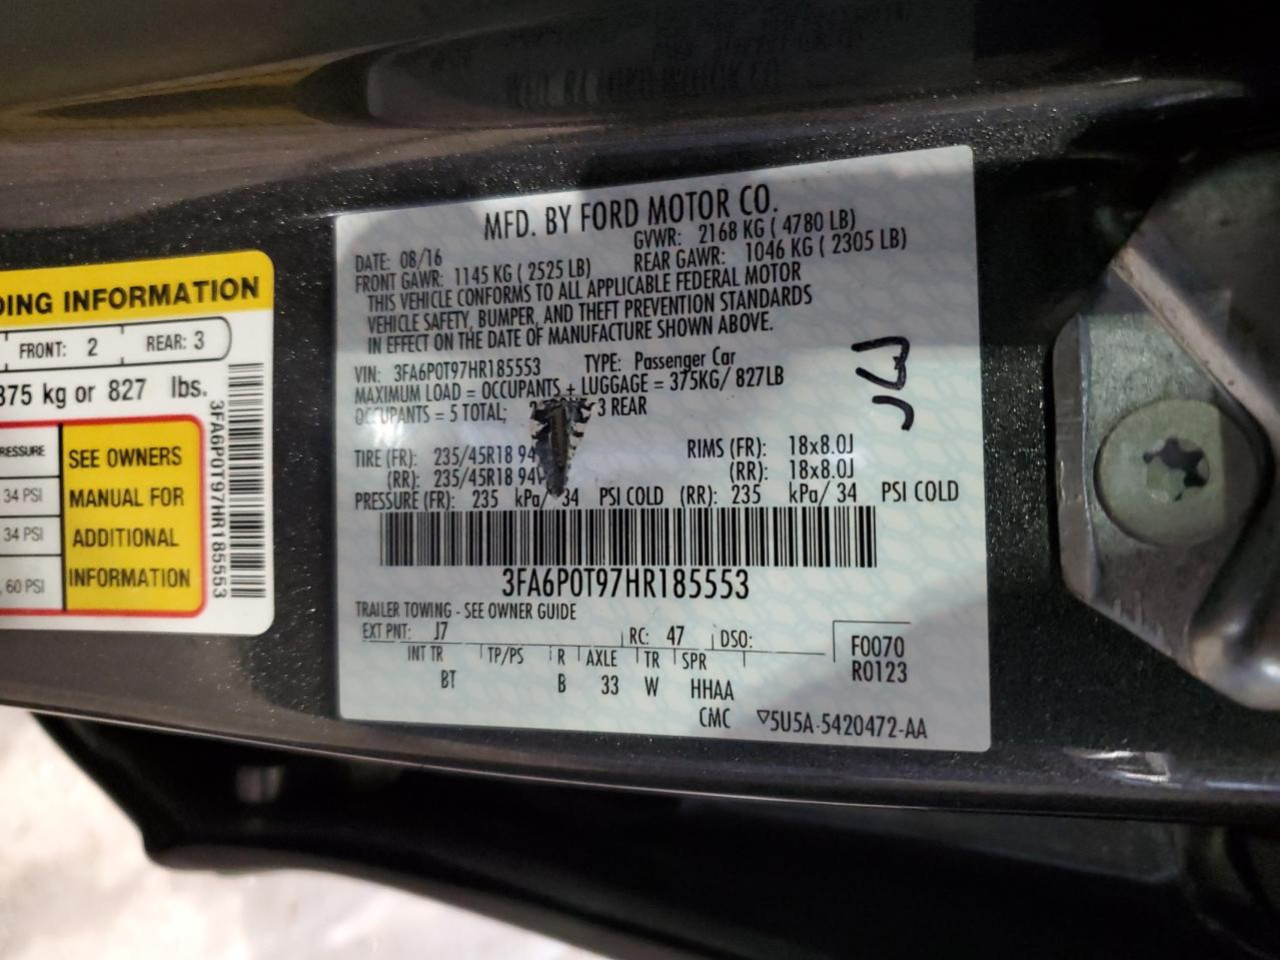 DING INFORMATION
FRONT: 2 REAR: 3
375 kg or 827 lbs.
RESSURE
34 PSI
34 PSI
60 PSI
SEE OWNERS
MANUAL FOR
ADDITIONAL
INFORMATION
3FA6P0T97HR185553
MFD. BY FORD MOTOR CO.
DATE: 08/16 GVWR: 2168 KG ( 4780 LB)
FRONT GAWR: 1145 KG ( 2525 LB) REAR GAWR: 1046 KG ( 2305 LB)
THIS VEHICLE CONFORMS TO ALL APPLICABLE FEDERAL MOTOR
VEHICLE SAFETY, BUMPER, AND THEFT PREVENTION STANDARDS
IN EFFECT ON THE DATE OF MANUFACTURE SHOWN ABOVE.
VIN: 3FA6P0T97HR185553 TYPE: Passenger Car
MAXIMUM LOAD = OCCUPANTS + LUGGAGE = 375KG/ 827LB
OCCUPANTS = 5 TOTAL; 3 REAR
TIRE (FR): 235/45R18 94 RIMS (FR): 18x8.0J
(RR): 235/45R18 94 (RR): 18x8.0J
PRESSURE (FR): 235 kPa/ 34 PSI COLD (RR): 235 kPa/ 34 PSI COLD
3FA6P0T97HR185553
TRAILER TOWING - SEE OWNER GUIDE
EXT PNT: J7 RC: 47 DSO:
INT TR TP/PS R AXLE TR SPR
BT B 33 W HHAA
F0070
R0123
CMC 5U5A-5420472-AA